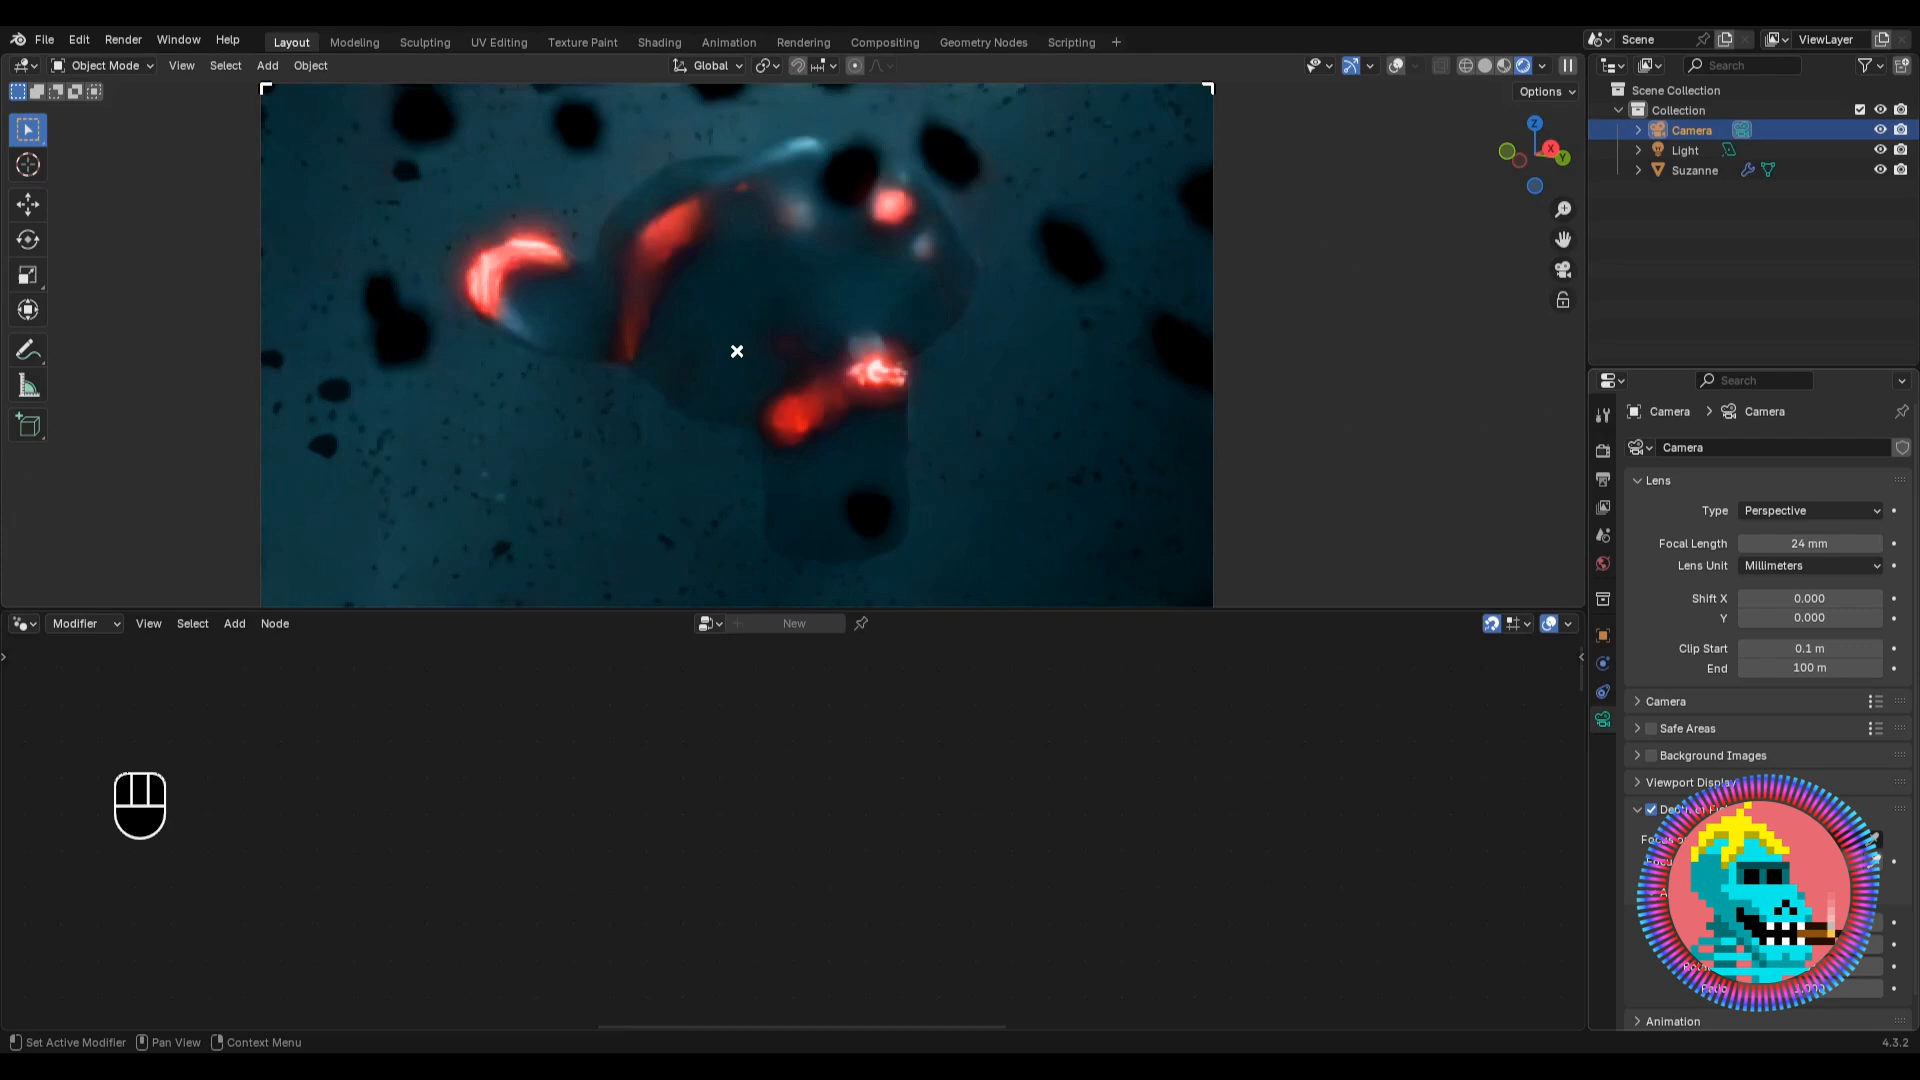 File Edit Render Window Help Layout Modeling Sculpting UV Editing Texture Paint Shading Animation Rendering Compositing Geometry Nodes Scripting Scene ViewLayer
Object Mode View Select Add Object Global Search
Options
Z
X
Y
Scene Collection
Collection
Camera
Light
Suzanne
Search
Camera Camera
Camera
Lens
Type Perspective
Focal Length 24 mm
Lens Unit Millimeters
Shift X 0.000
Y 0.000
Clip Start 0.1 m
End 100 m
Camera
Safe Areas
Background Images
Viewport Display
Animation
Modifier View Select Add Node New
Set Active Modifier Pan View Context Menu 4.3.2